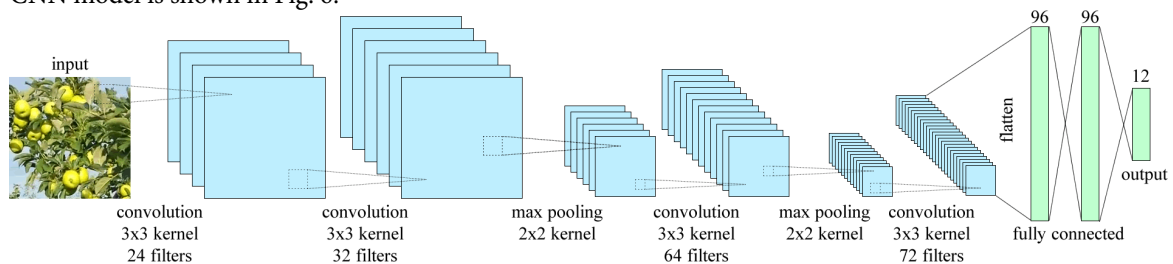 CNN model is shown in Fig. 6.
96 96
input
12
flatten
output
convolution
3x3 kernel
24 filters
convolution
3x3 kernel
32 filters
max pooling
2x2 kernel
convolution
3x3 kernel
64 filters
max pooling
2x2 kernel
convolution
3x3 kernel
72 filters
fully connected